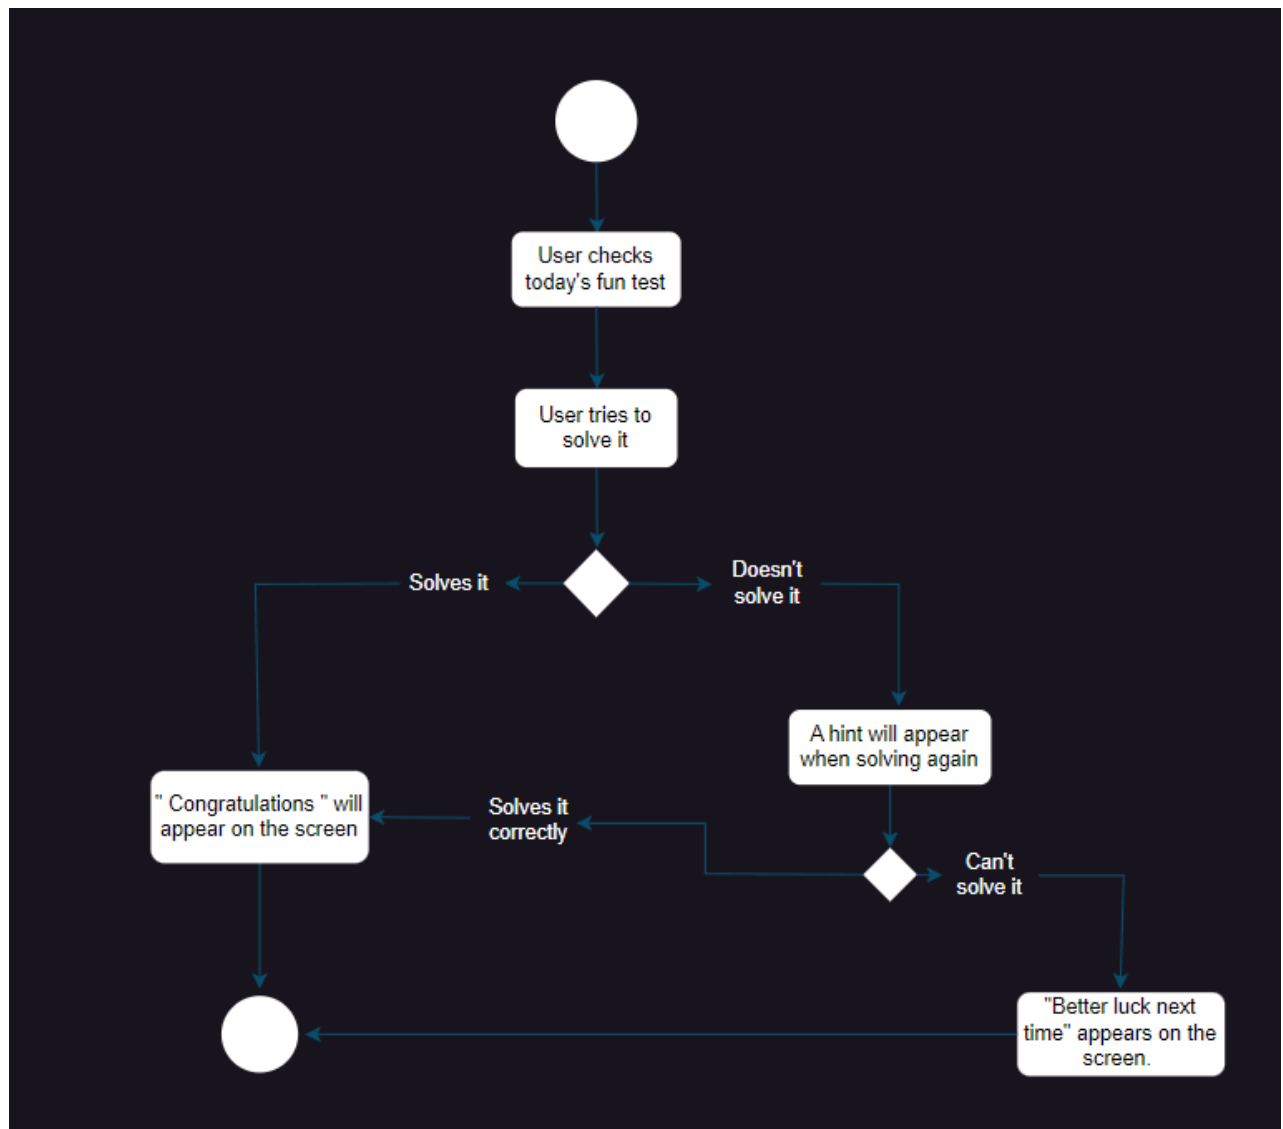 User checks
today's fun test
User tries to
solve it
Solves it
Doesn't
solve it
A hint will appear
when solving again
" Congratulations " will
appear on the screen
Solves it
correctly
Can't
solve it
"Better luck next
time" appears on the
screen.